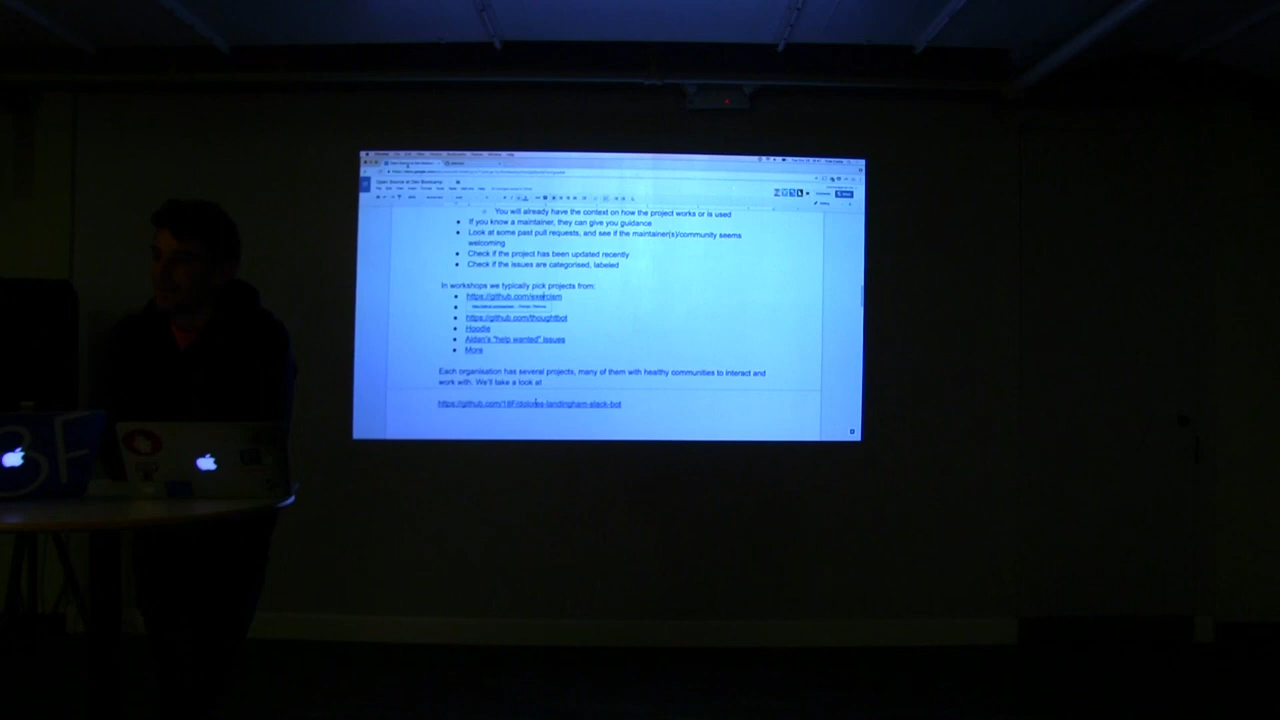 Open Source at Dev Bootcamp
You will already have the context on how the project works or is used
If you know a maintainer, they can give you guidance
Look at some past pull requests, and see if the maintainer(s)/community seems
welcoming
Check if the project has been updated recently
Check if the issues are categorised, labeled
In workshops we typically pick projects from:
https://github.com/exercism
https://github.com/thoughtbot
Hoodie
Aidan's "help wanted" issues
More
Each organisation has several projects, many of them with healthy communities to interact and
work with. We'll take a look at
https://github.com/18F/dolores-landingham-slack-bot